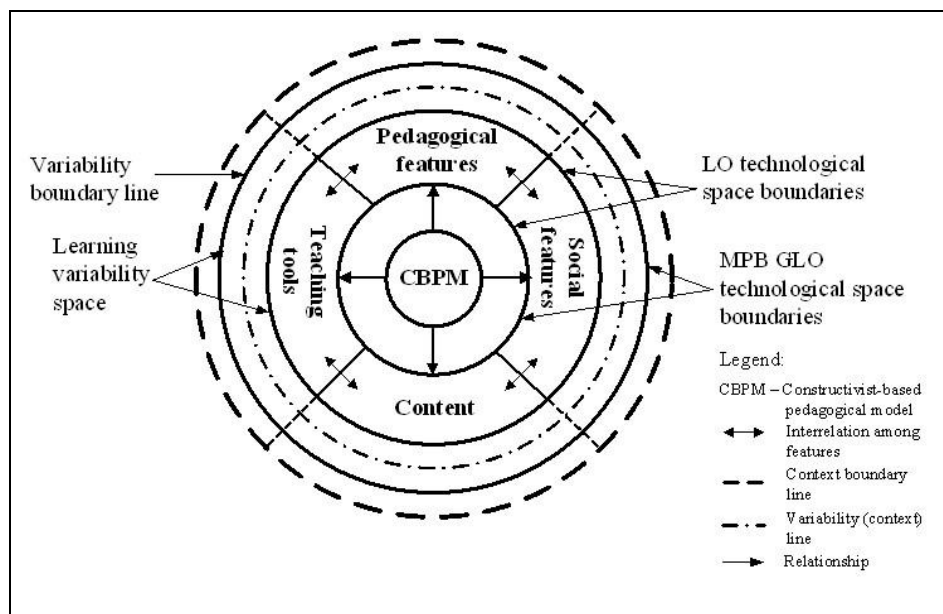 Pedagogical
features
Variability
boundary line
LO technological
space boundaries
Learning
variability
space
Teaching
tools
CBPM
Social
features
MPB GLO
technological space
boundaries
Content
Legend:
CBPM – Constructivist-based
pedagogical model
Interrelation among
features
Context boundary
line
Variability (context)
line
Relationship